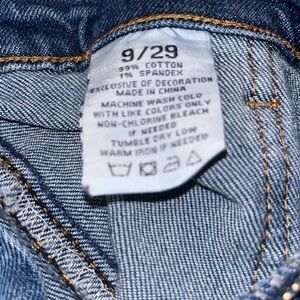 9/29
99% COTTON
1% SPANDEX
EXCLUSIVE OF DECORATION
MADE IN CHINA
MACHINE WASH COLD
WITH LIKE COLORS ONLY
NON-CHLORINE BLEACH
IF NEEDED
TUMBLE DRY LOW
WARM IRON IF NEEDED